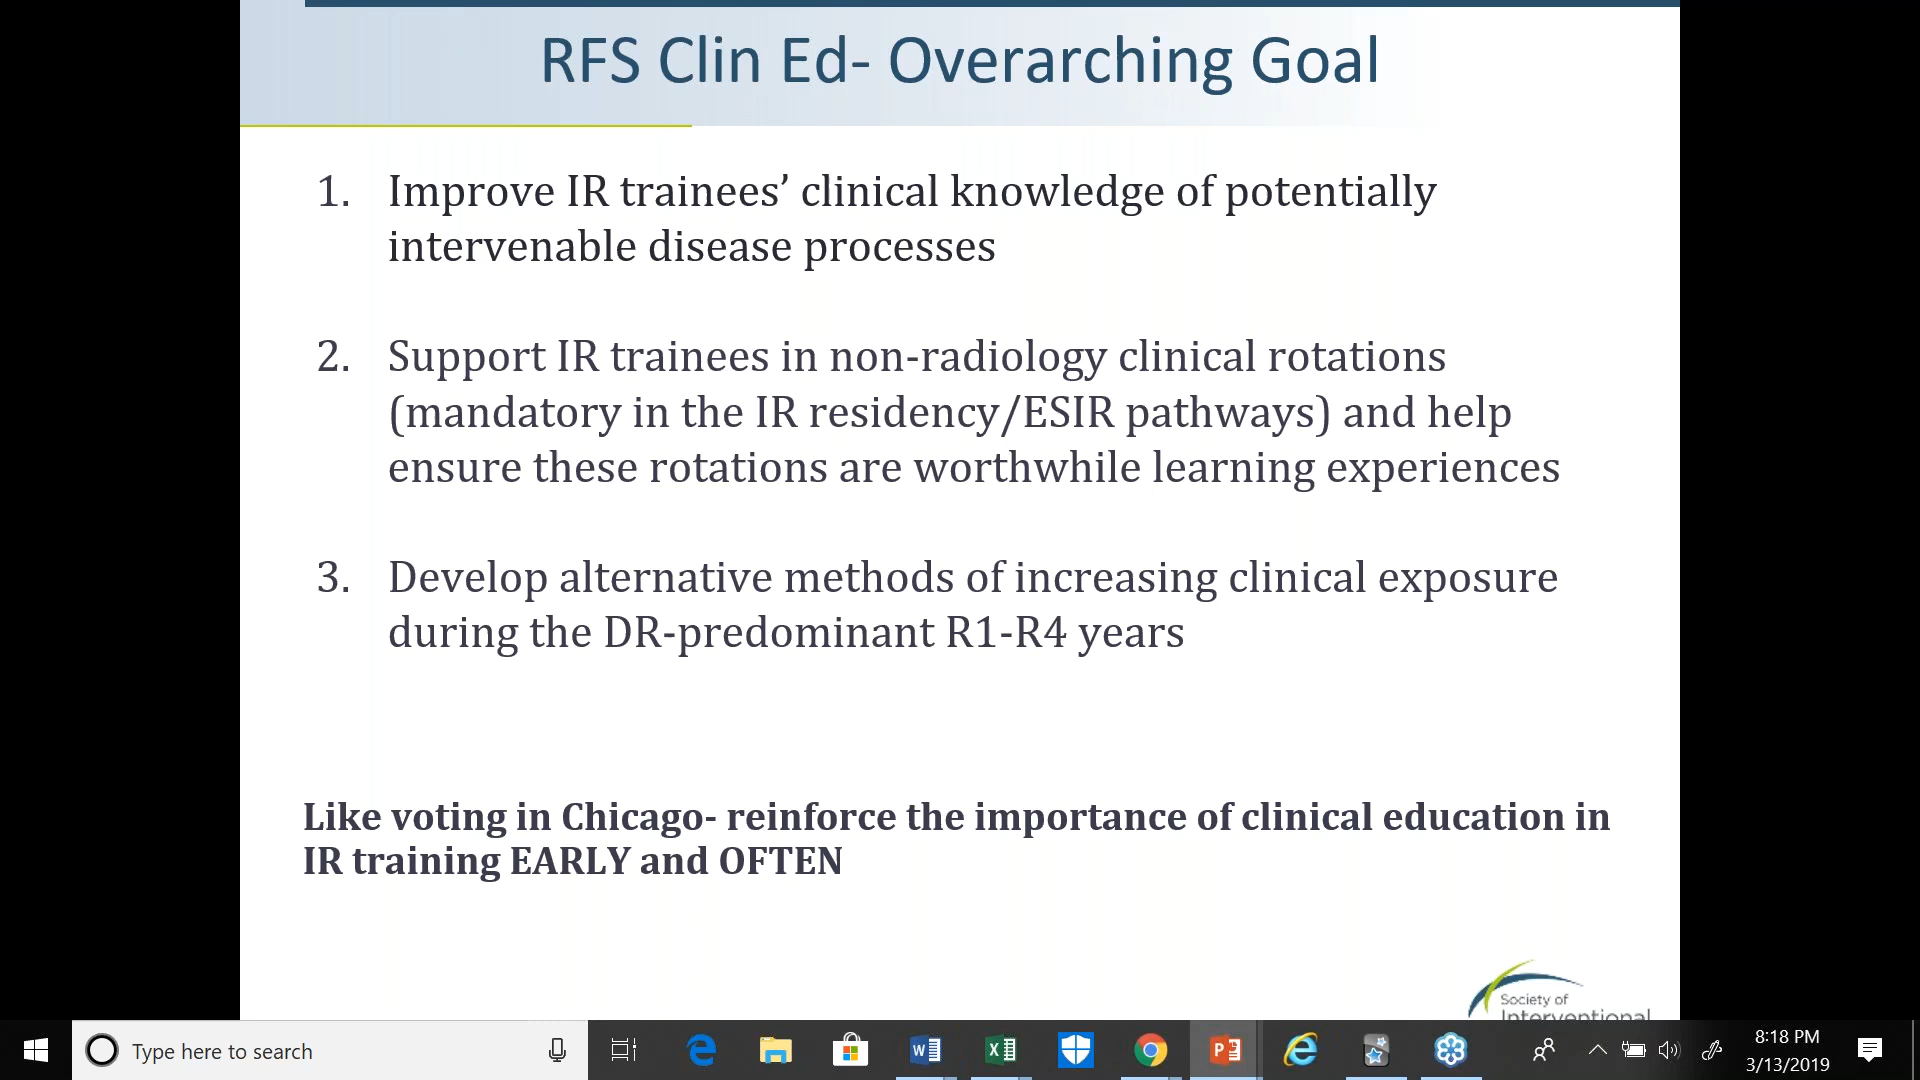 RFS Clin Ed- Overarching Goal
1. Improve IR trainees’ clinical knowledge of potentially
intervenable disease processes
2. Support IR trainees in non-radiology clinical rotations
(mandatory in the IR residency/ESIR pathways) and help
ensure these rotations are worthwhile learning experiences
3. Develop alternative methods of increasing clinical exposure
during the DR-predominant R1-R4 years
Like voting in Chicago- reinforce the importance of clinical education in
IR training EARLY and OFTEN
Society of
Interventional
Type here to search
8:18 PM
3/13/2019